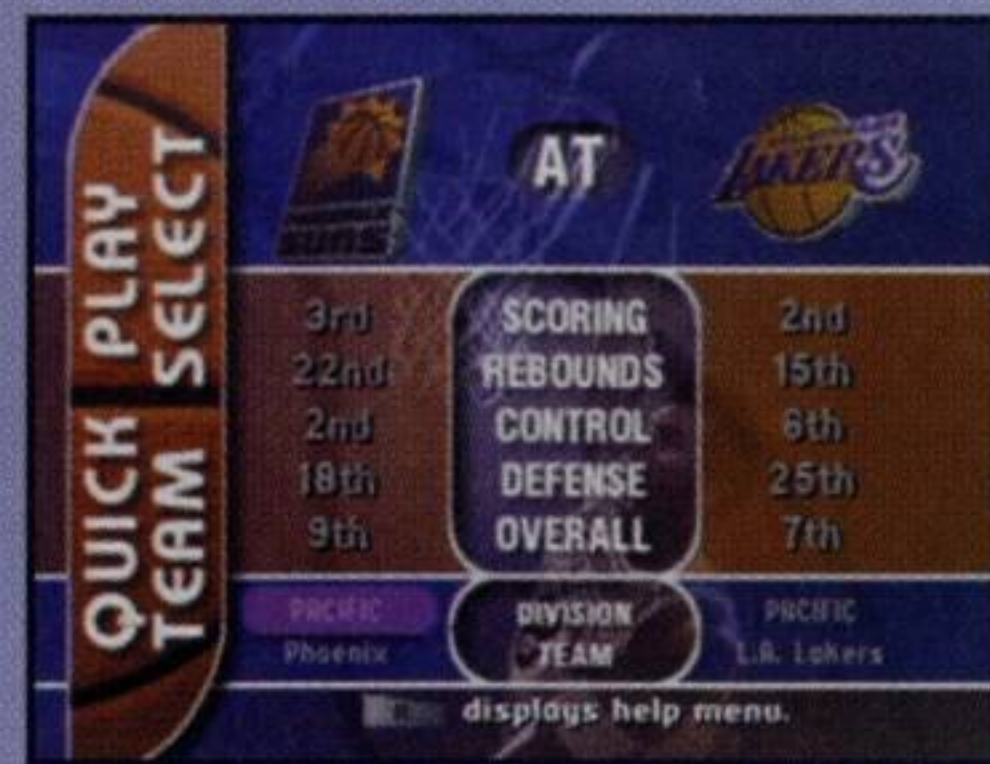 QUICK PLAY
TEAM SELECT
SUNS
AT
LAKERS
3rd SCORING 2nd
22nd REBOUNDS 15th
2nd CONTROL 6th
18th DEFENSE 25th
9th OVERALL 7th
PACIFIC DIVISION PACIFIC
Phoenix TEAM L.A. Lakers
displays help menu.